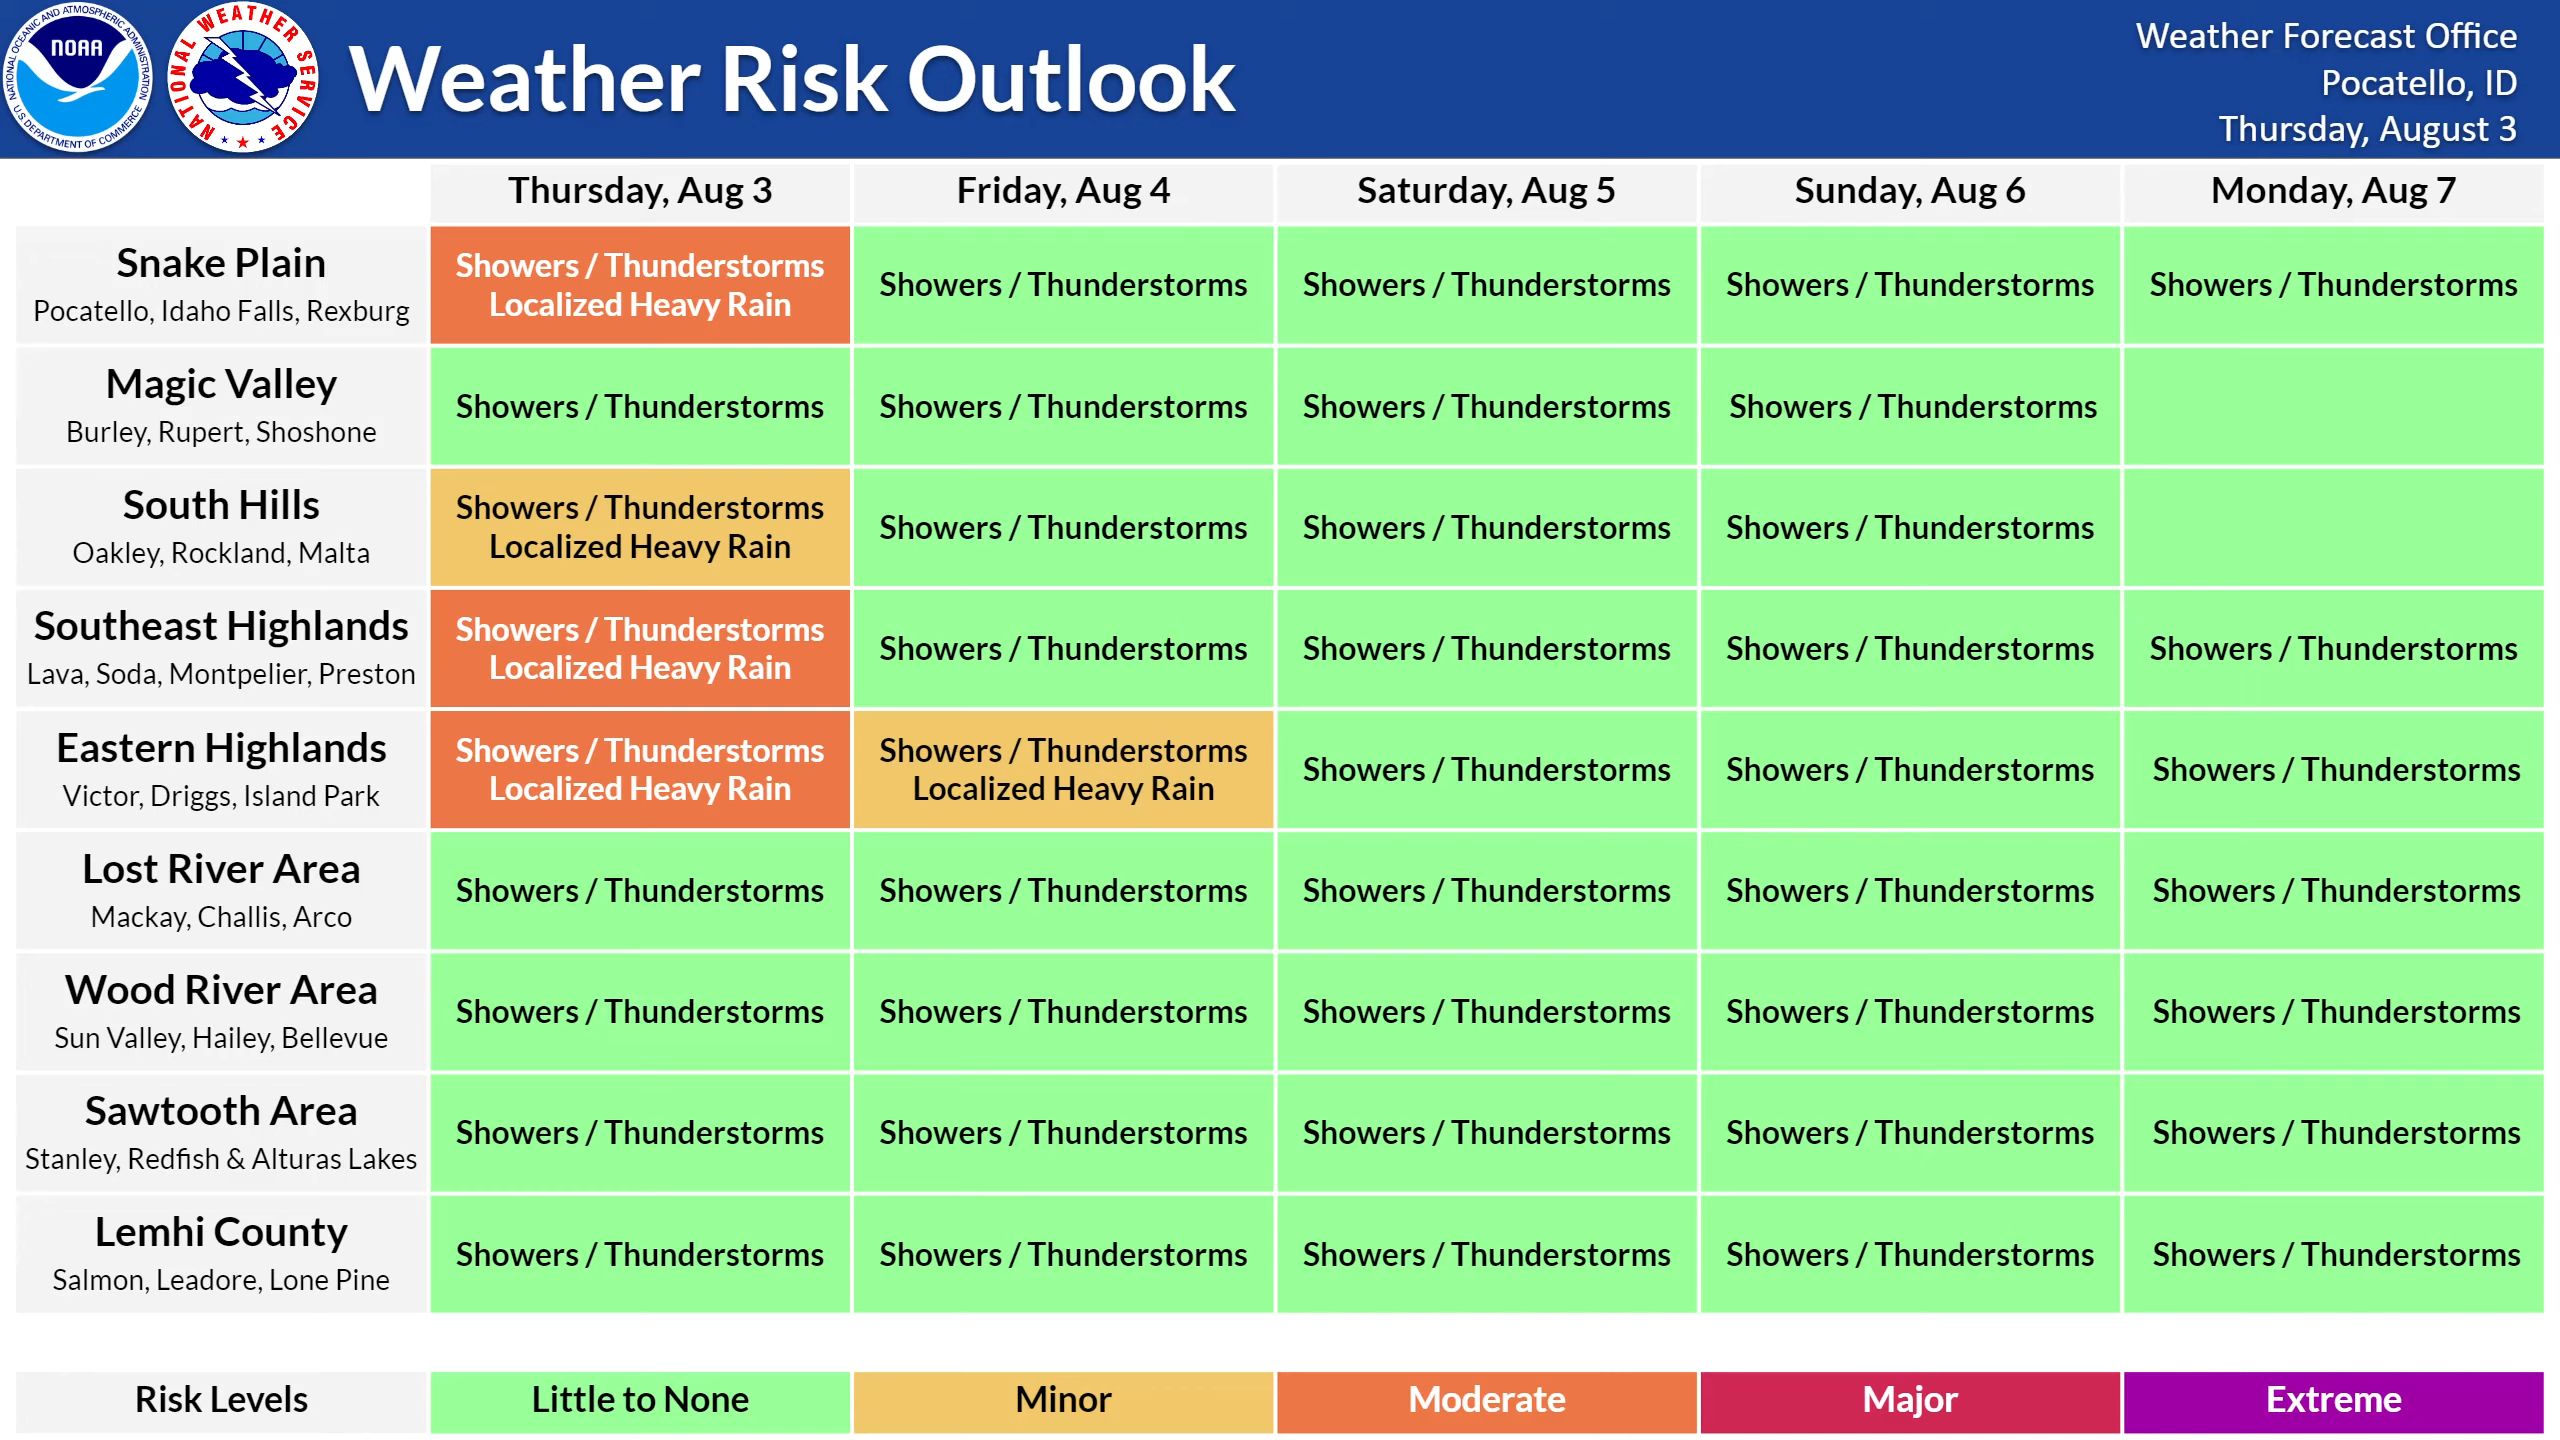 NATIONAL OCEANIC AND ATMOSPHERIC ADMINISTRATION
NOAA
U.S. DEPARTMENT OF COMMERCE
NATIONAL WEATHER SERVICE
Weather Risk Outlook
Weather Forecast Office
Pocatello, ID
Thursday, August 3
Thursday, Aug 3
Friday, Aug 4
Saturday, Aug 5
Sunday, Aug 6
Monday, Aug 7
Snake Plain
Pocatello, Idaho Falls, Rexburg
Showers / Thunderstorms
Localized Heavy Rain
Showers / Thunderstorms
Showers / Thunderstorms
Showers / Thunderstorms
Showers / Thunderstorms
Magic Valley
Burley, Rupert, Shoshone
Showers / Thunderstorms
Showers / Thunderstorms
Showers / Thunderstorms
Showers / Thunderstorms
South Hills
Oakley, Rockland, Malta
Showers / Thunderstorms
Localized Heavy Rain
Showers / Thunderstorms
Showers / Thunderstorms
Showers / Thunderstorms
Southeast Highlands
Lava, Soda, Montpelier, Preston
Showers / Thunderstorms
Localized Heavy Rain
Showers / Thunderstorms
Showers / Thunderstorms
Showers / Thunderstorms
Showers / Thunderstorms
Eastern Highlands
Victor, Driggs, Island Park
Showers / Thunderstorms
Localized Heavy Rain
Showers / Thunderstorms
Localized Heavy Rain
Showers / Thunderstorms
Showers / Thunderstorms
Showers / Thunderstorms
Lost River Area
Mackay, Challis, Arco
Showers / Thunderstorms
Showers / Thunderstorms
Showers / Thunderstorms
Showers / Thunderstorms
Showers / Thunderstorms
Wood River Area
Sun Valley, Hailey, Bellevue
Showers / Thunderstorms
Showers / Thunderstorms
Showers / Thunderstorms
Showers / Thunderstorms
Showers / Thunderstorms
Sawtooth Area
Stanley, Redfish & Alturas Lakes
Showers / Thunderstorms
Showers / Thunderstorms
Showers / Thunderstorms
Showers / Thunderstorms
Showers / Thunderstorms
Lemhi County
Salmon, Leadore, Lone Pine
Showers / Thunderstorms
Showers / Thunderstorms
Showers / Thunderstorms
Showers / Thunderstorms
Showers / Thunderstorms
Risk Levels
Little to None
Minor
Moderate
Major
Extreme